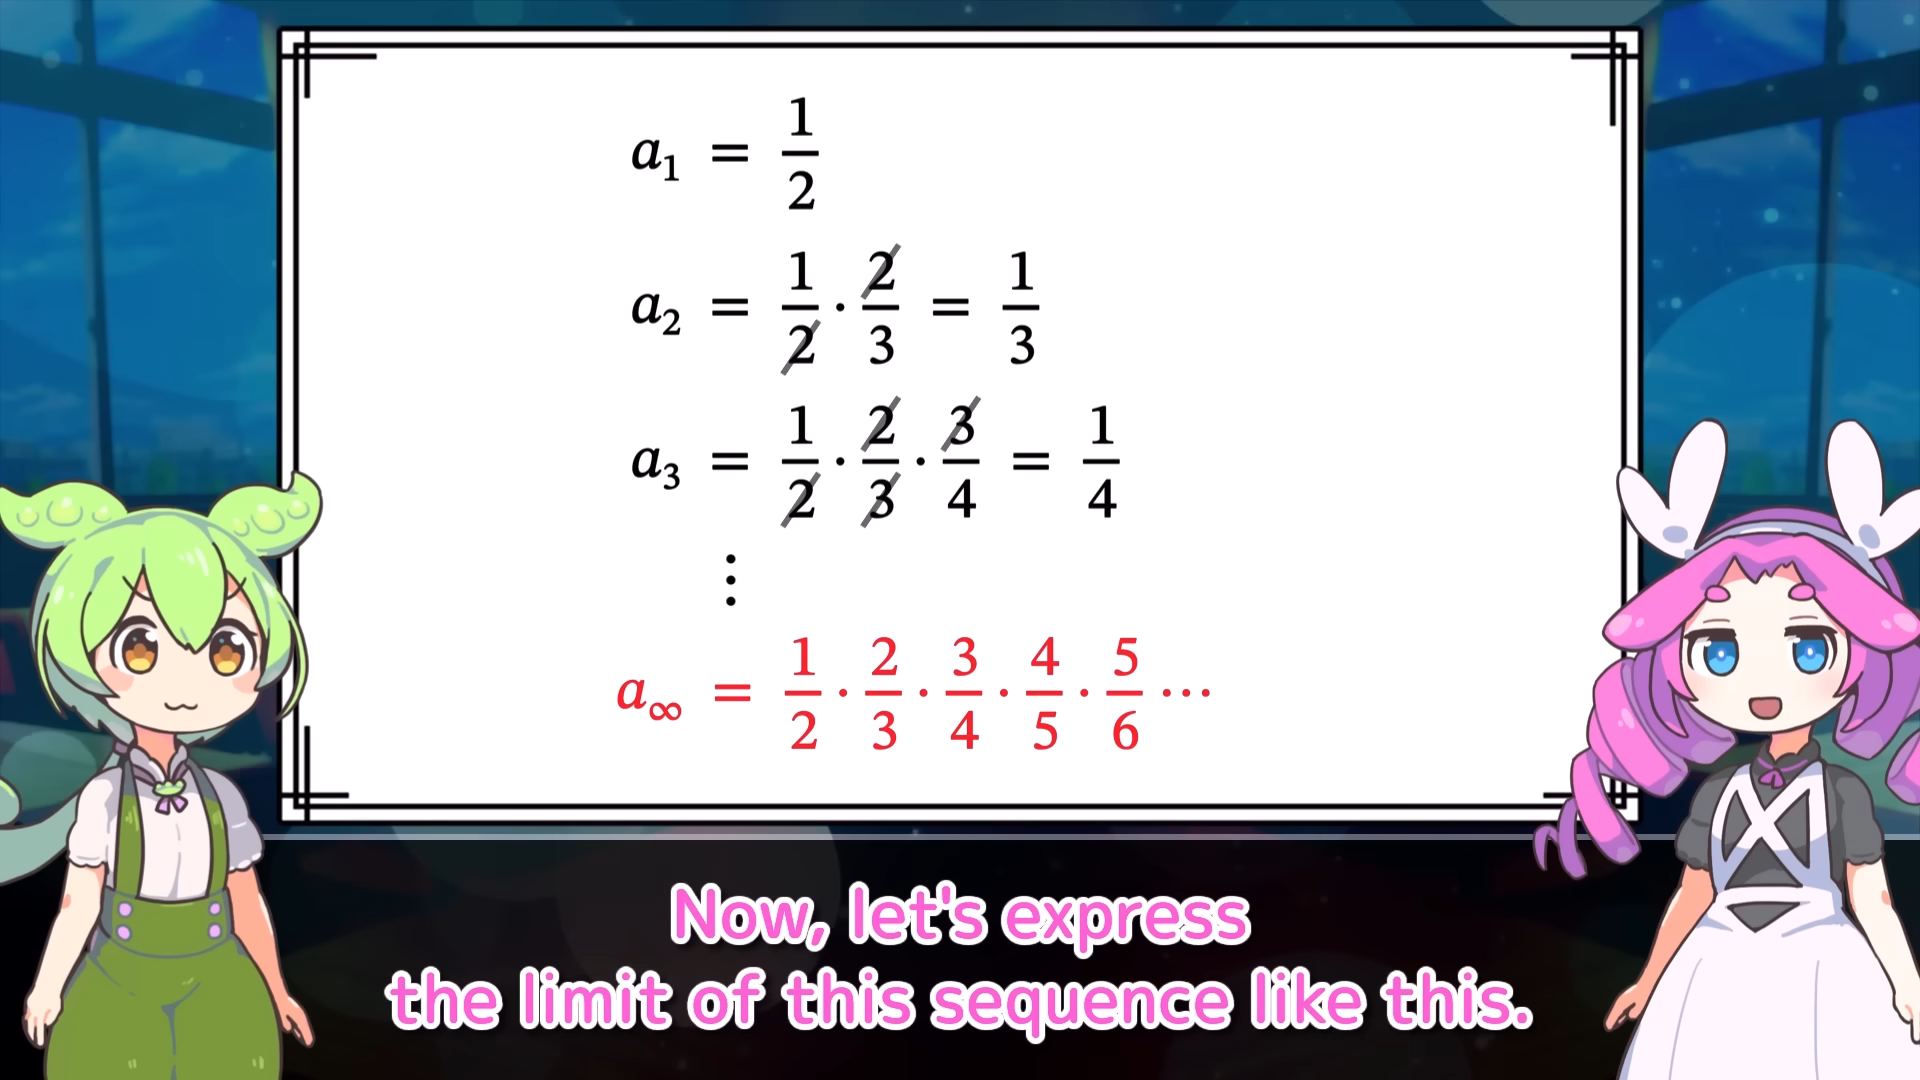 a₁ = 1/2
a₂ = 1/2 · 2/3 = 1/3
a₃ = 1/2 · 2/3 · 3/4 = 1/4
⋮
a∞ = 1/2 · 2/3 · 3/4 · 4/5 · 5/6 ⋯
Now, let's express
the limit of this sequence like this.